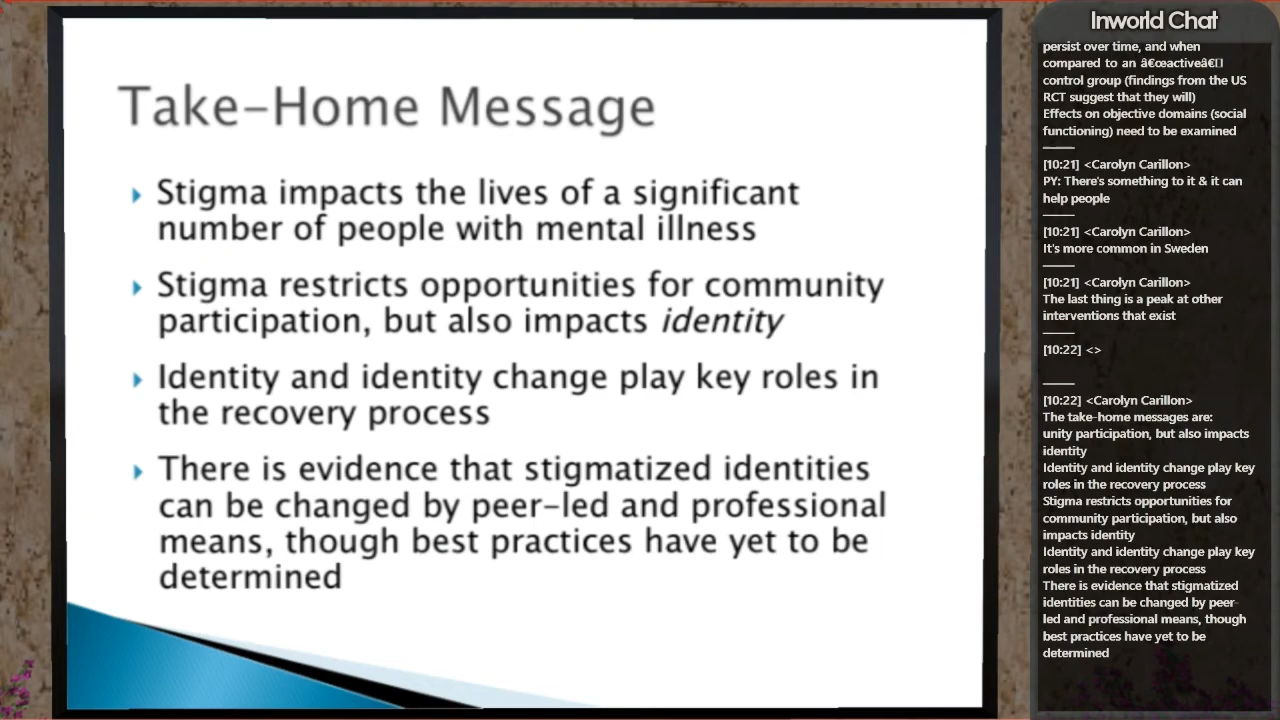 Take-Home Message
Stigma impacts the lives of a significant
number of people with mental illness
Stigma restricts opportunities for community
participation, but also impacts identity
Identity and identity change play key roles in
the recovery process
There is evidence that stigmatized identities
can be changed by peer-led and professional
means, though best practices have yet to be
determined
Inworld Chat
persist over time, and when
compared to an â€œactiveâ€
control group (findings from the US
RCT suggest that they will)
Effects on objective domains (social
functioning) need to be examined
[10:21] <Carolyn Carillon>
PY: There's something to it & it can
help people
[10:21] <Carolyn Carillon>
It's more common in Sweden
[10:21] <Carolyn Carillon>
The last thing is a peak at other
interventions that exist
[10:22] <>
[10:22] <Carolyn Carillon>
The take-home messages are:
unity participation, but also impacts
identity
Identity and identity change play key
roles in the recovery process
Stigma restricts opportunities for
community participation, but also
impacts identity
Identity and identity change play key
roles in the recovery process
There is evidence that stigmatized
identities can be changed by peer-
led and professional means, though
best practices have yet to be
determined